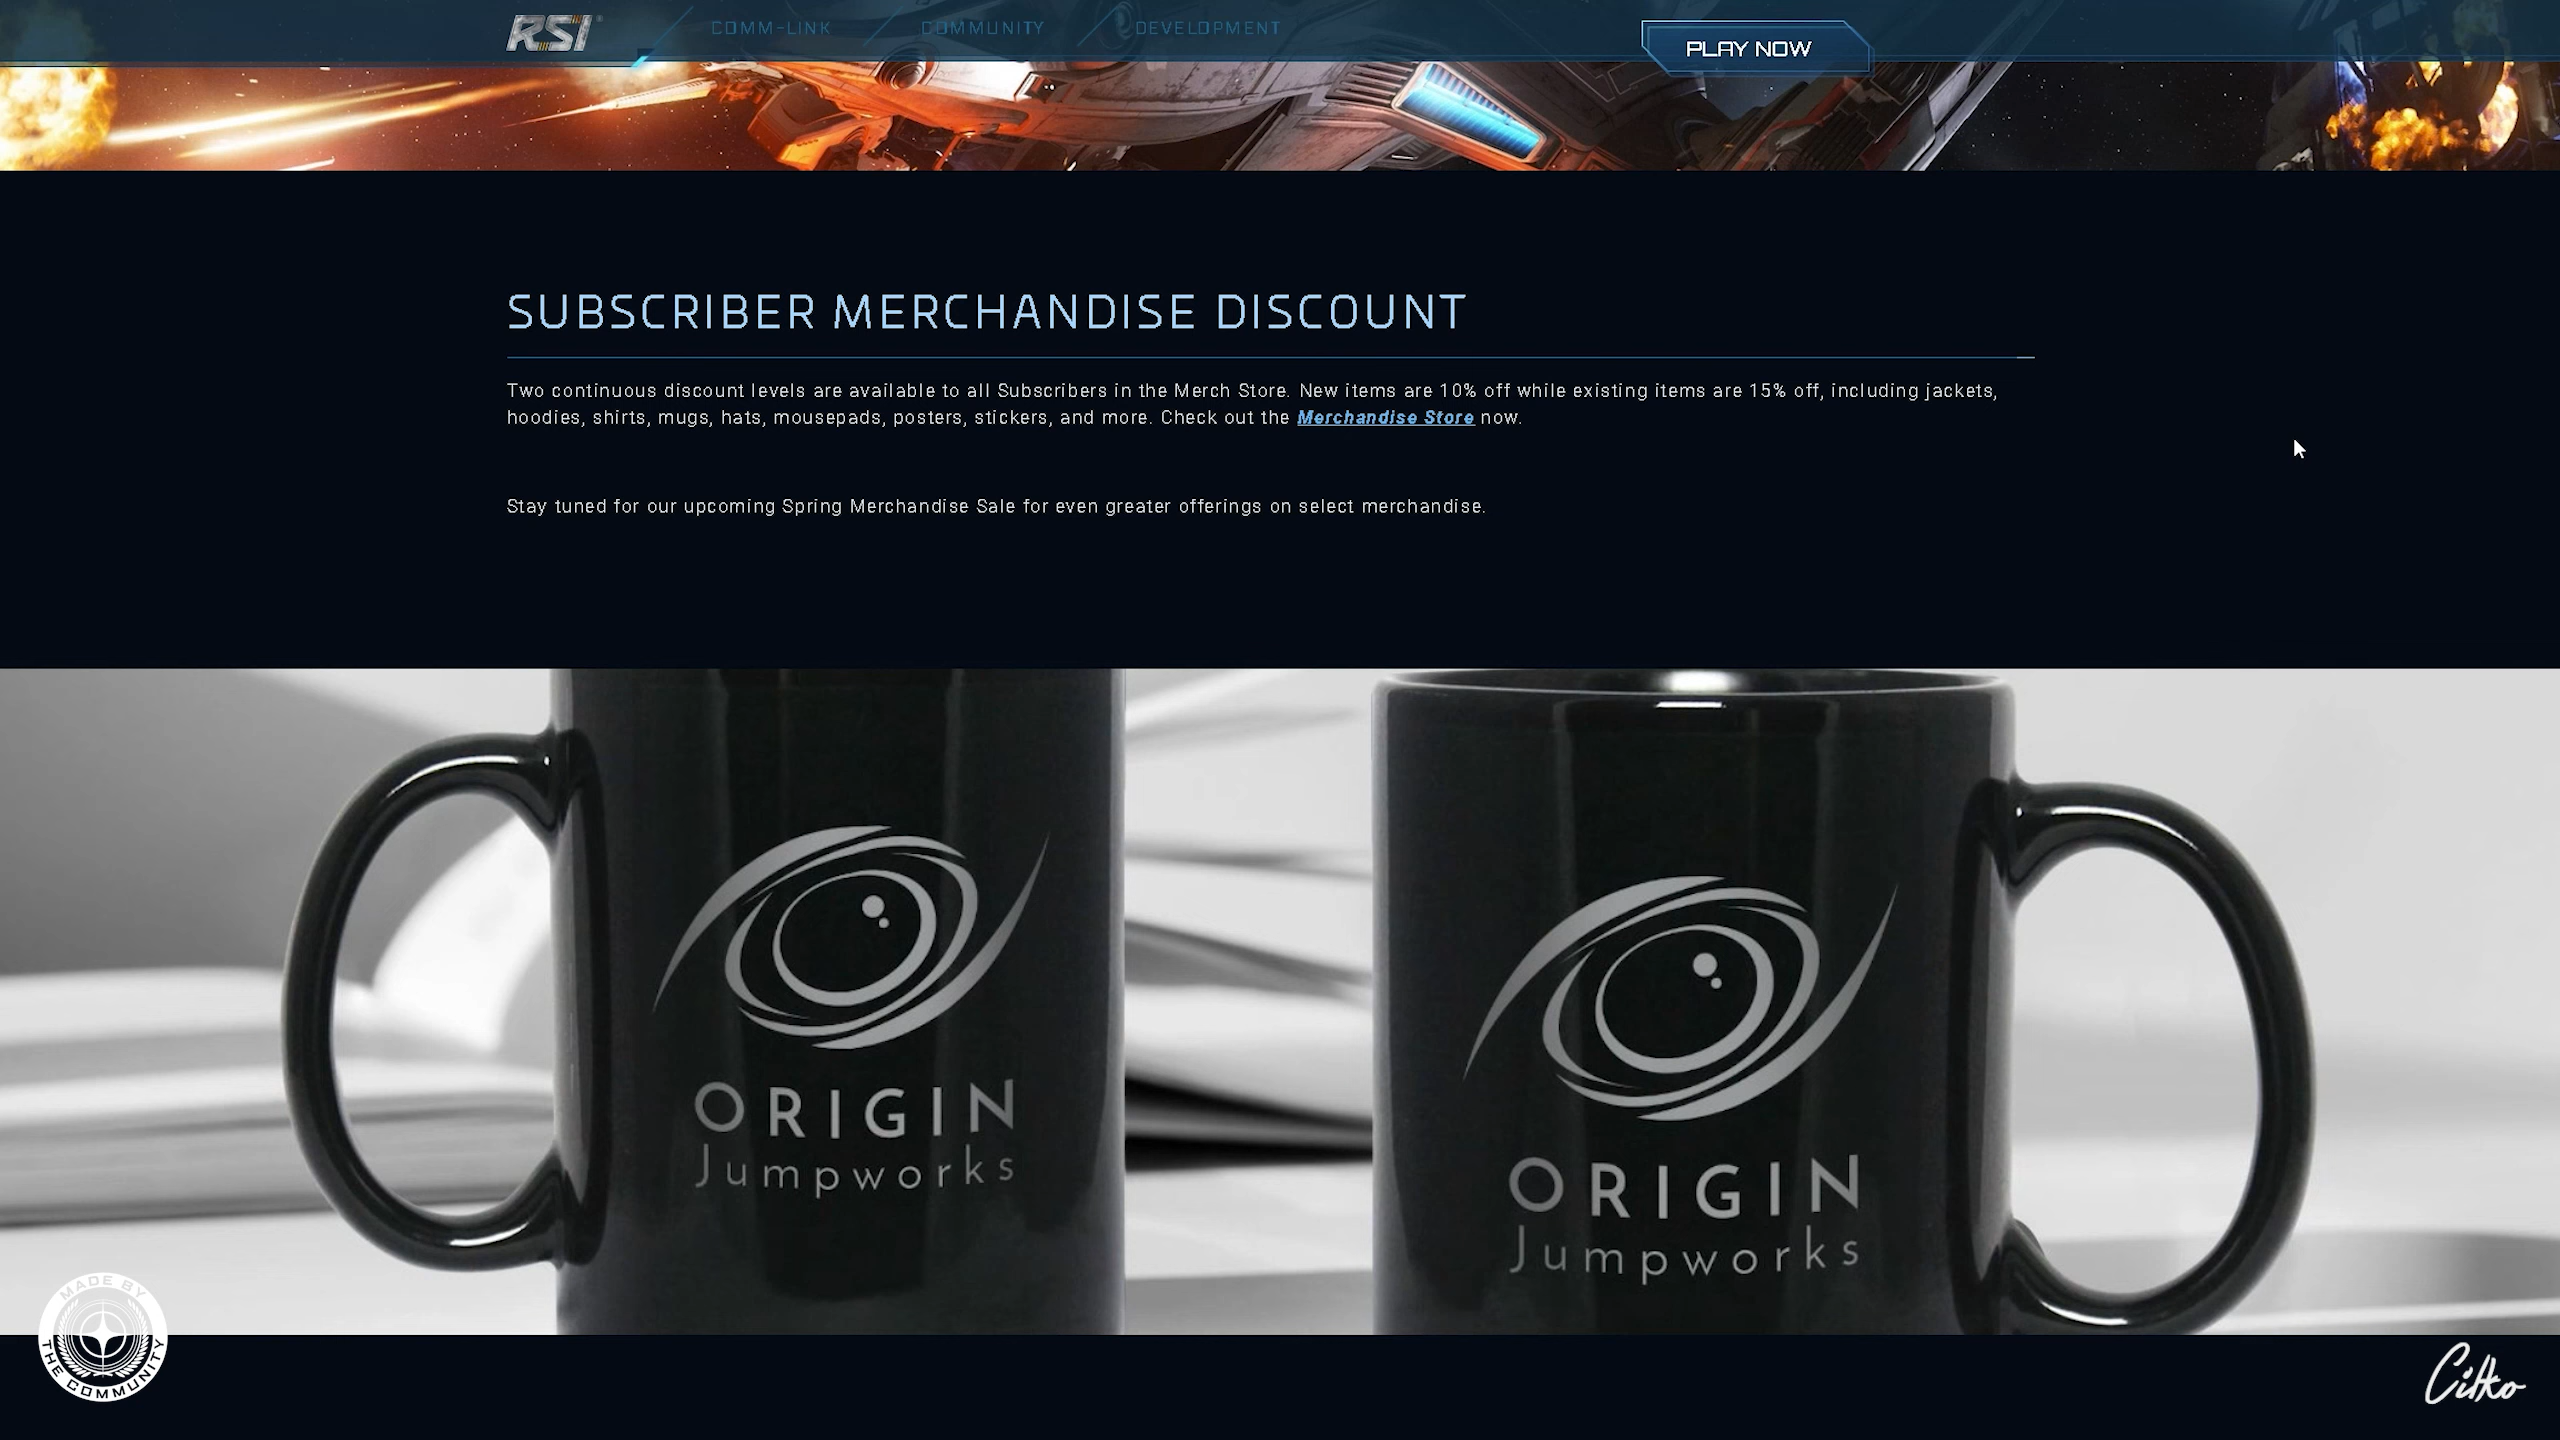 RSI
COMM-LINK
COMMUNITY
DEVELOPMENT
PLAY NOW
SUBSCRIBER MERCHANDISE DISCOUNT
Two continuous discount levels are available to all Subscribers in the Merch Store. New items are 10% off while existing items are 15% off, including jackets,
hoodies, shirts, mugs, hats, mousepads, posters, stickers, and more. Check out the Merchandise Store now.
Stay tuned for our upcoming Spring Merchandise Sale for even greater offerings on select merchandise.
ORIGIN
Jumpworks
ORIGIN
Jumpworks
MADE BY
THE COMMUNITY